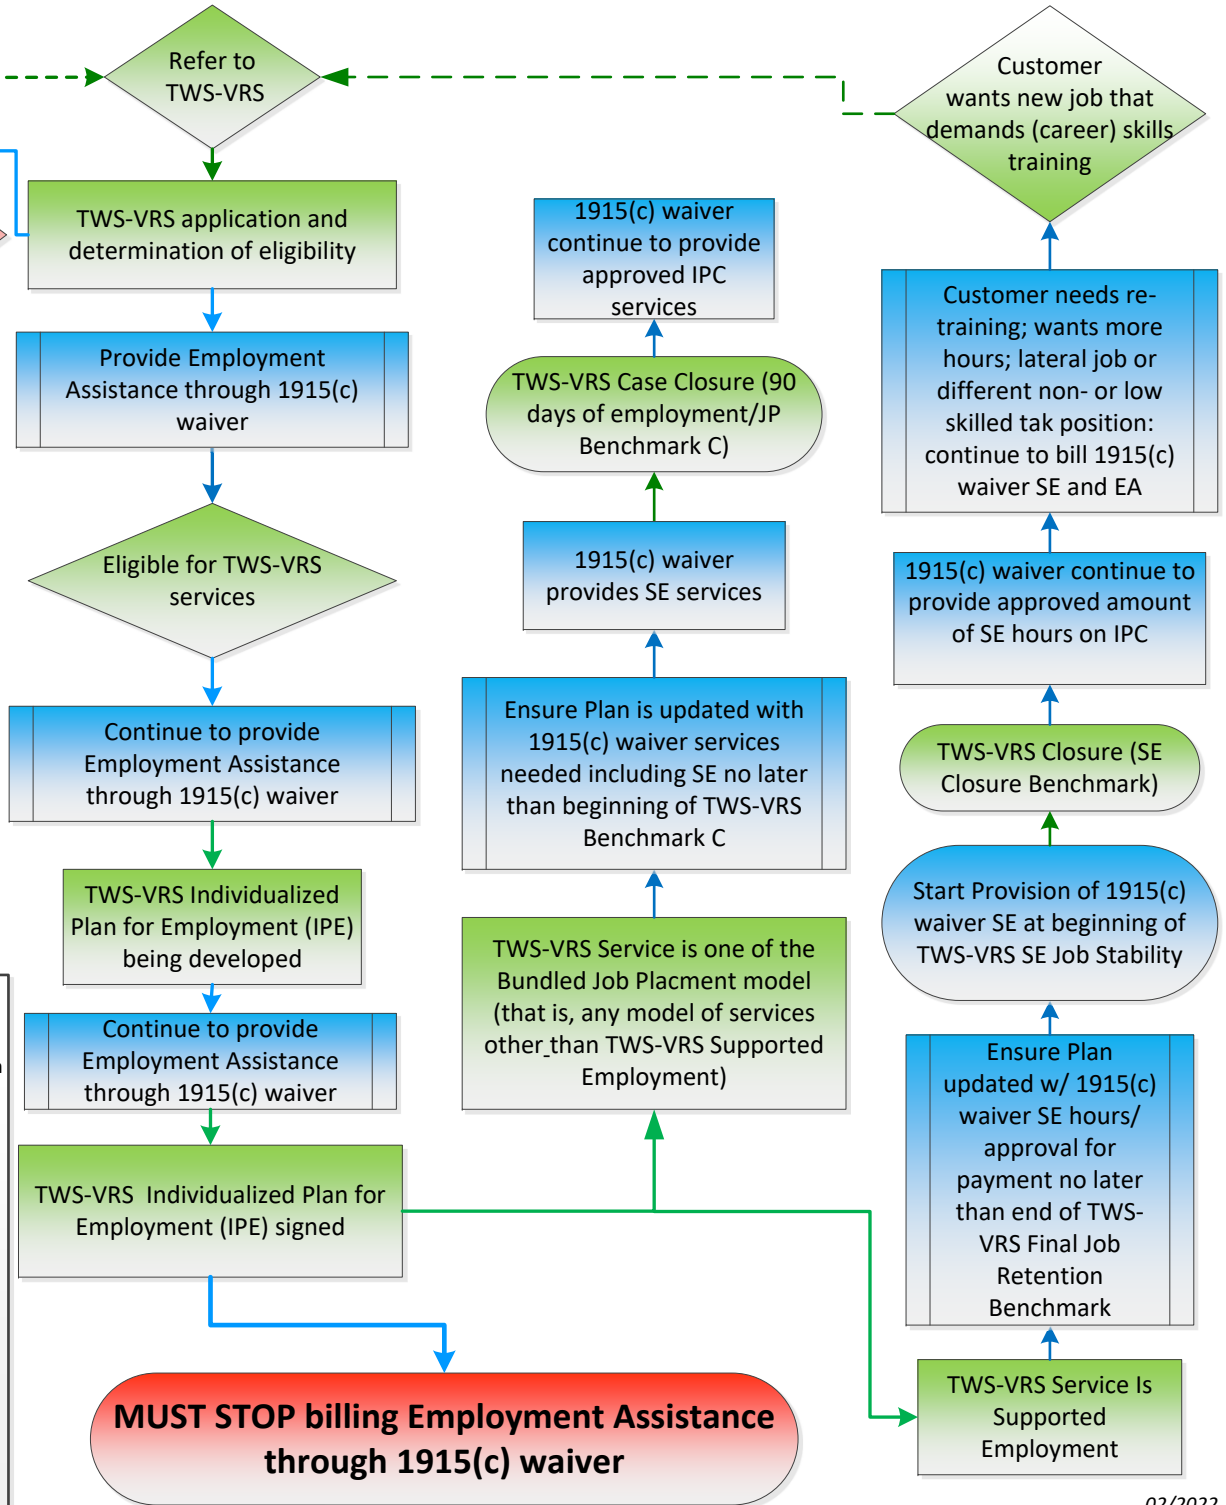 Refer to
TWS-VRS
TWS-VRS application and
determination of eligibility
Provide Employment
Assistance through 1915(c)
waiver
Eligible for TWS-VRS
services
Continue to provide
Employment Assistance
through 1915(c) waiver
TWS-VRS Individualized
Plan for Employment (IPE)
being developed
Continue to provide
Employment Assistance
through 1915(c) waiver
TWS-VRS Individualized Plan for
Employment (IPE) signed
MUST STOP billing Employment Assistance
through 1915(c) waiver
1915(c) waiver
continue to provide
approved IPC
services
TWS-VRS Case Closure (90
days of employment/JP
Benchmark C)
1915(c) waiver
provides SE services
Ensure Plan is updated with
1915(c) waiver services
needed including SE no later
than beginning of TWS-VRS
Benchmark C
TWS-VRS Service is one of the
Bundled Job Placment model
(that is, any model of services
other than TWS-VRS Supported
Employment)
Customer
wants new job that
demands (career) skills
training
Customer needs re-
training; wants more
hours; lateral job or
different non- or low
skilled tak position:
continue to bill 1915(c)
waiver SE and EA
1915(c) waiver continue to
provide approved amount
of SE hours on IPC
TWS-VRS Closure (SE
Closure Benchmark)
Start Provision of 1915(c)
waiver SE at beginning of
TWS-VRS SE Job Stability
Ensure Plan
updated w/ 1915(c)
waiver SE hours/
approval for
payment no later
than end of TWS-
VRS Final Job
Retention
Benchmark
TWS-VRS Service Is
Supported
Employment
02/2022